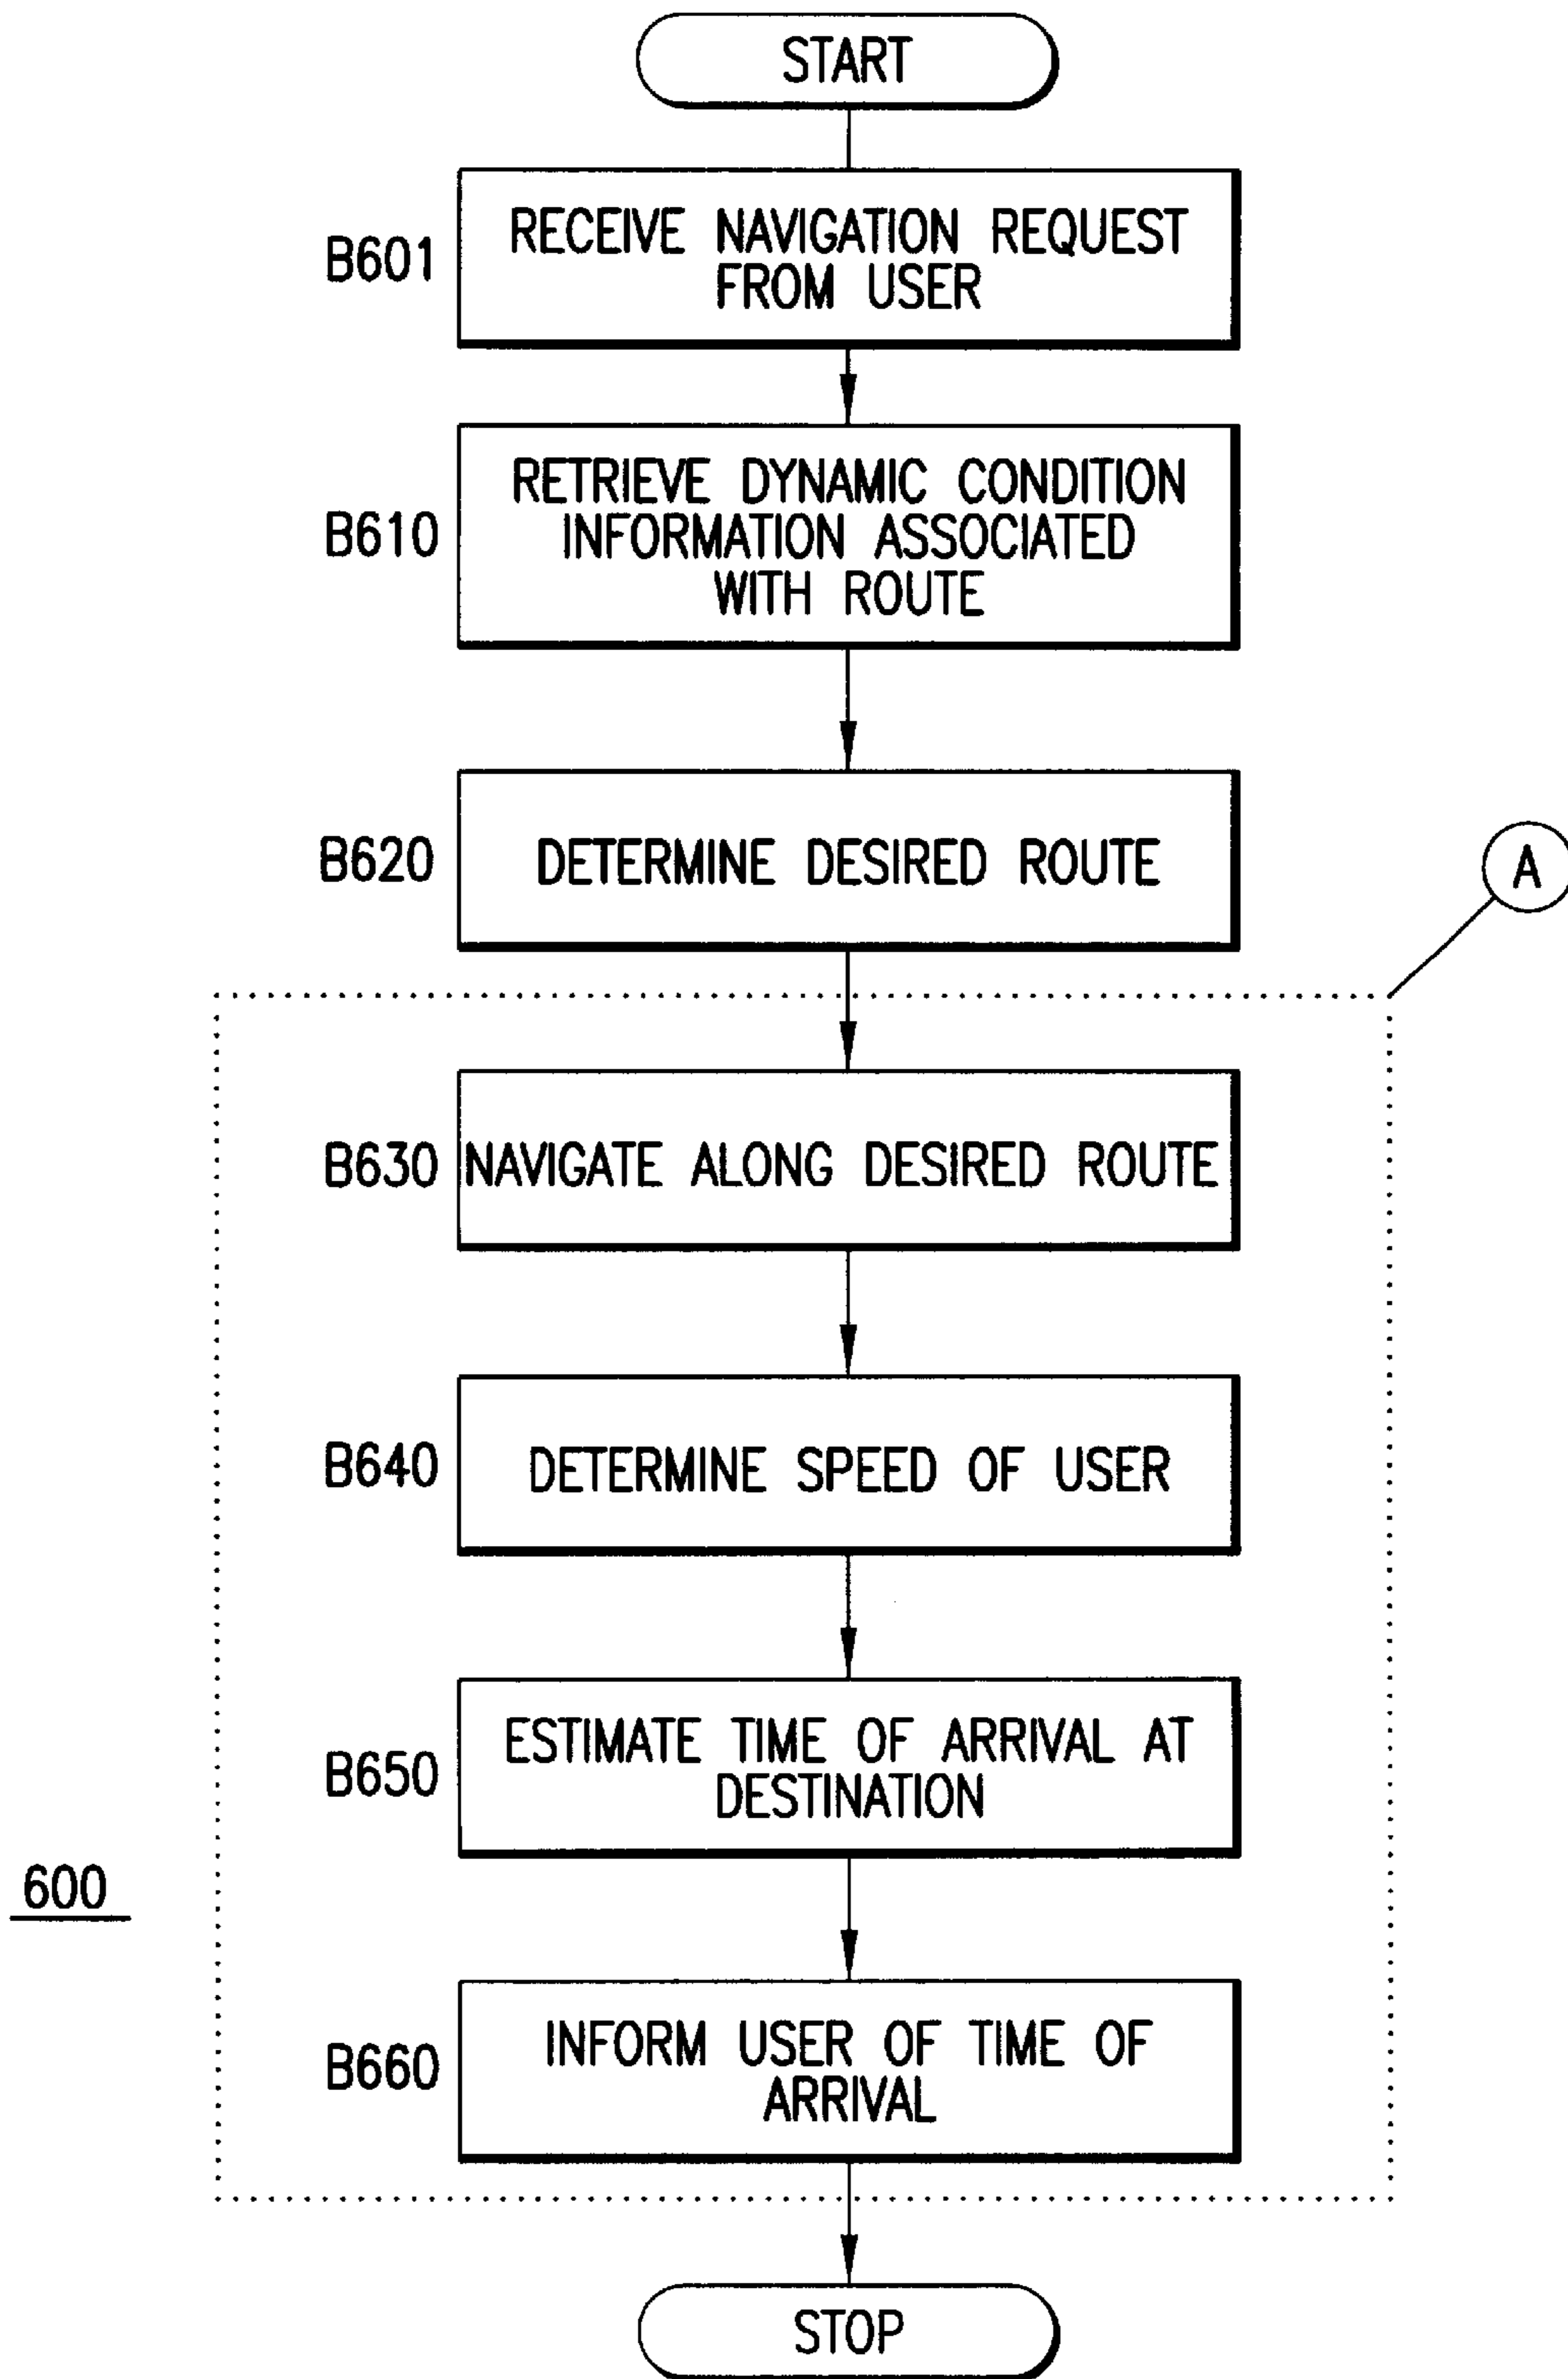 START
B601
RECEIVE NAVIGATION REQUEST
FROM USER
B610
RETRIEVE DYNAMIC CONDITION
INFORMATION ASSOCIATED
WITH ROUTE
B620
DETERMINE DESIRED ROUTE
A
B630
NAVIGATE ALONG DESIRED ROUTE
B640
DETERMINE SPEED OF USER
B650
ESTIMATE TIME OF ARRIVAL AT
DESTINATION
600
B660
INFORM USER OF TIME OF
ARRIVAL
STOP